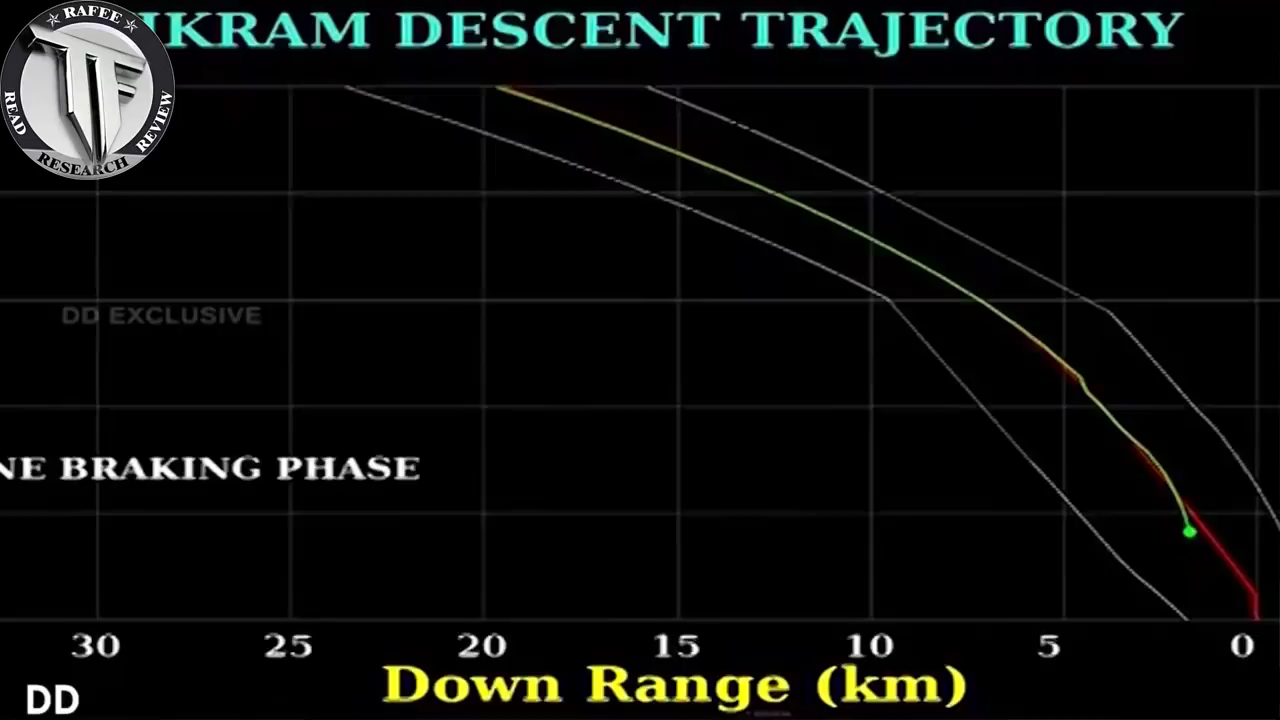 RAFEE
READ
REVIEW
RESEARCH
IKRAM DESCENT TRAJECTORY
DD EXCLUSIVE
NE BRAKING PHASE
30 25 20 15 10 5 0
Down Range (km)
DD